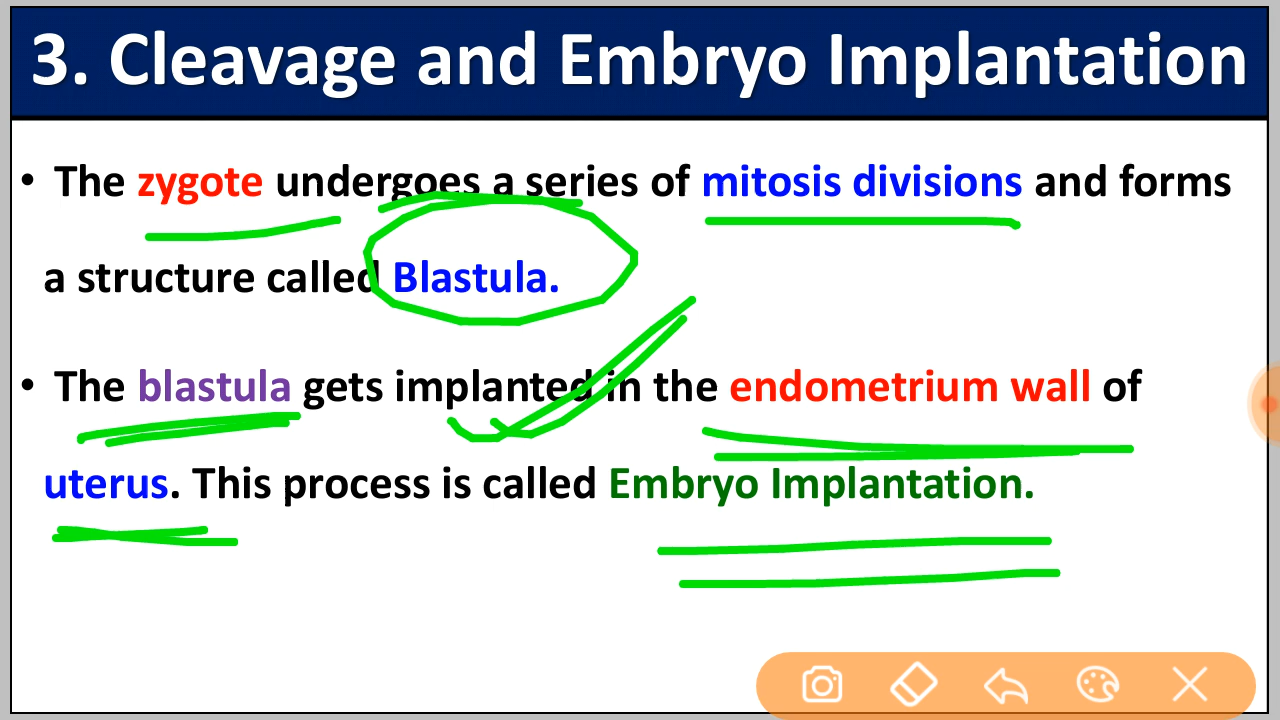 3. Cleavage and Embryo Implantation
• The zygote undergoes a series of mitosis divisions and forms
a structure called Blastula.
• The blastula gets implanted in the endometrium wall of
uterus. This process is called Embryo Implantation.